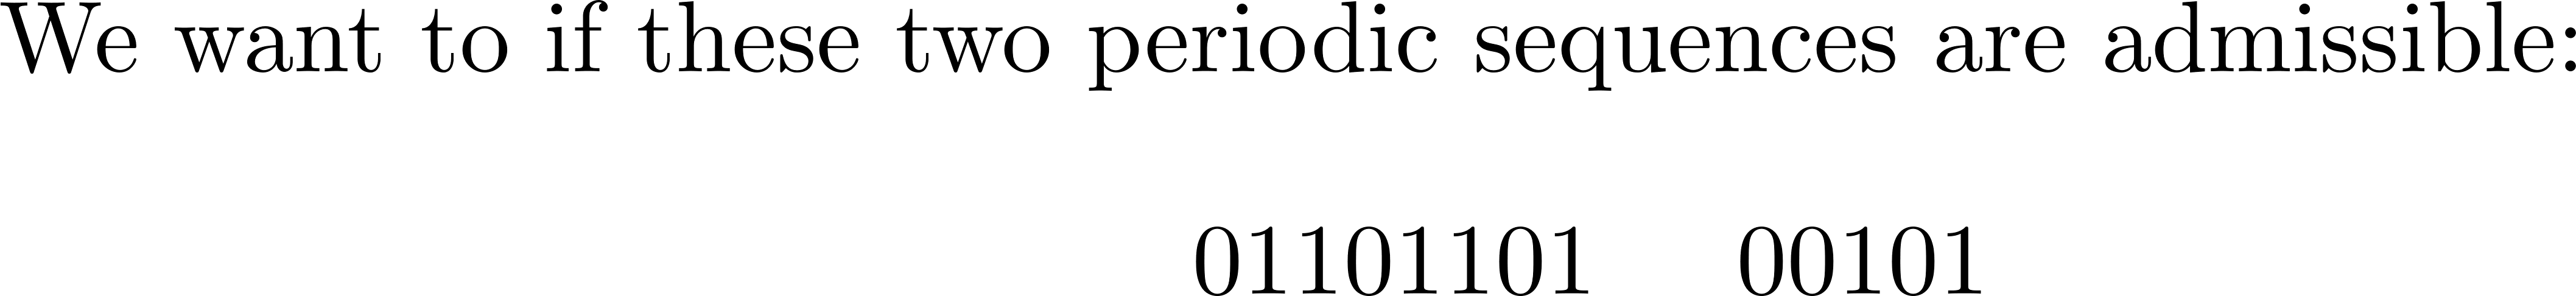 We want to if these two periodic sequences are admissible:
01101101 00101